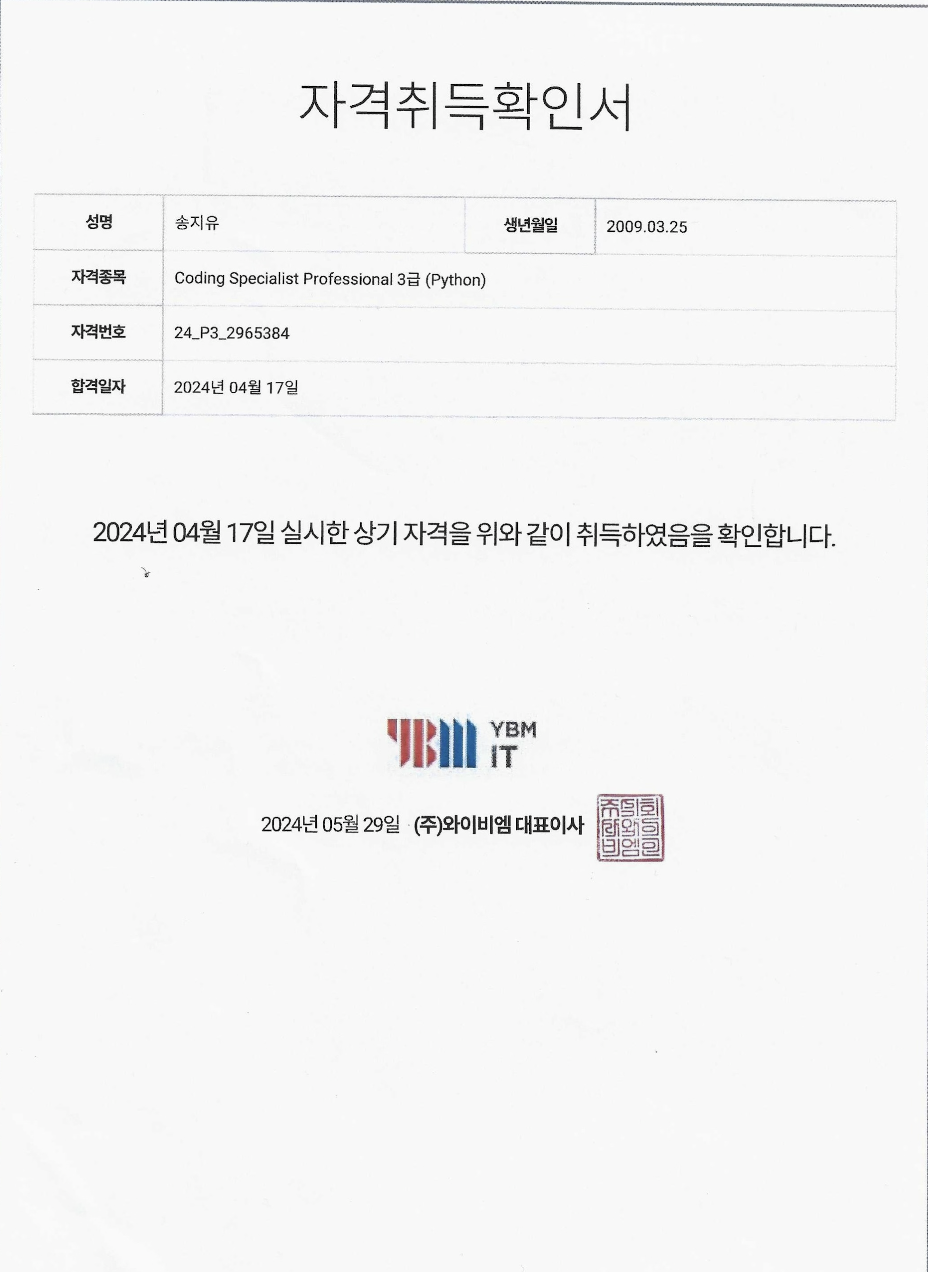 자격취득확인서
성명 송지유 생년월일 2009.03.25
자격종목 Coding Specialist Professional 3급 (Python)
자격번호 24_P3_2965384
합격일자 2024년 04월 17일
2024년 04월 17일 실시한 상기 자격을 위와 같이 취득하였음을 확인합니다.
YBM YBM
IT
2024년 05월 29일 (주)와이비엠 대표이사